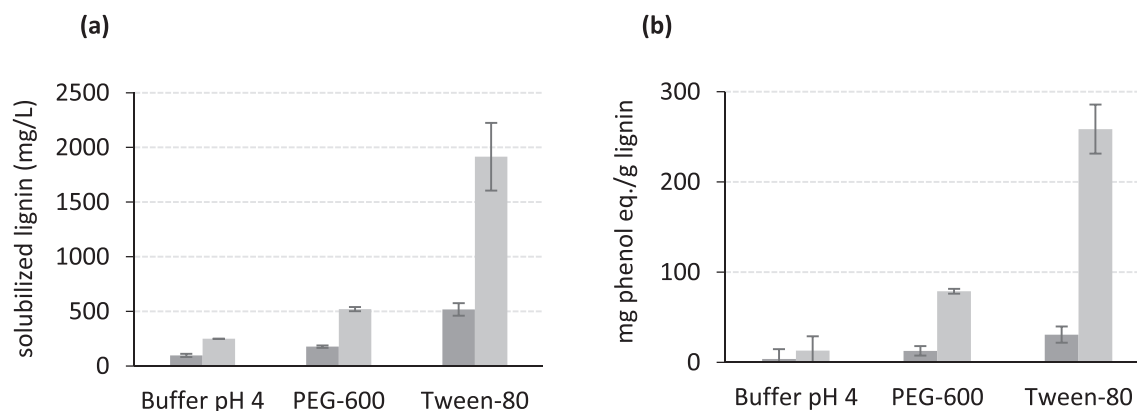 (a)
solubilized lignin (mg/L)
2500
2000
1500
1000
500
0
Buffer pH 4 PEG-600 Tween-80
(b)
mg phenol eq./g lignin
300
200
100
0
Buffer pH 4 PEG-600 Tween-80